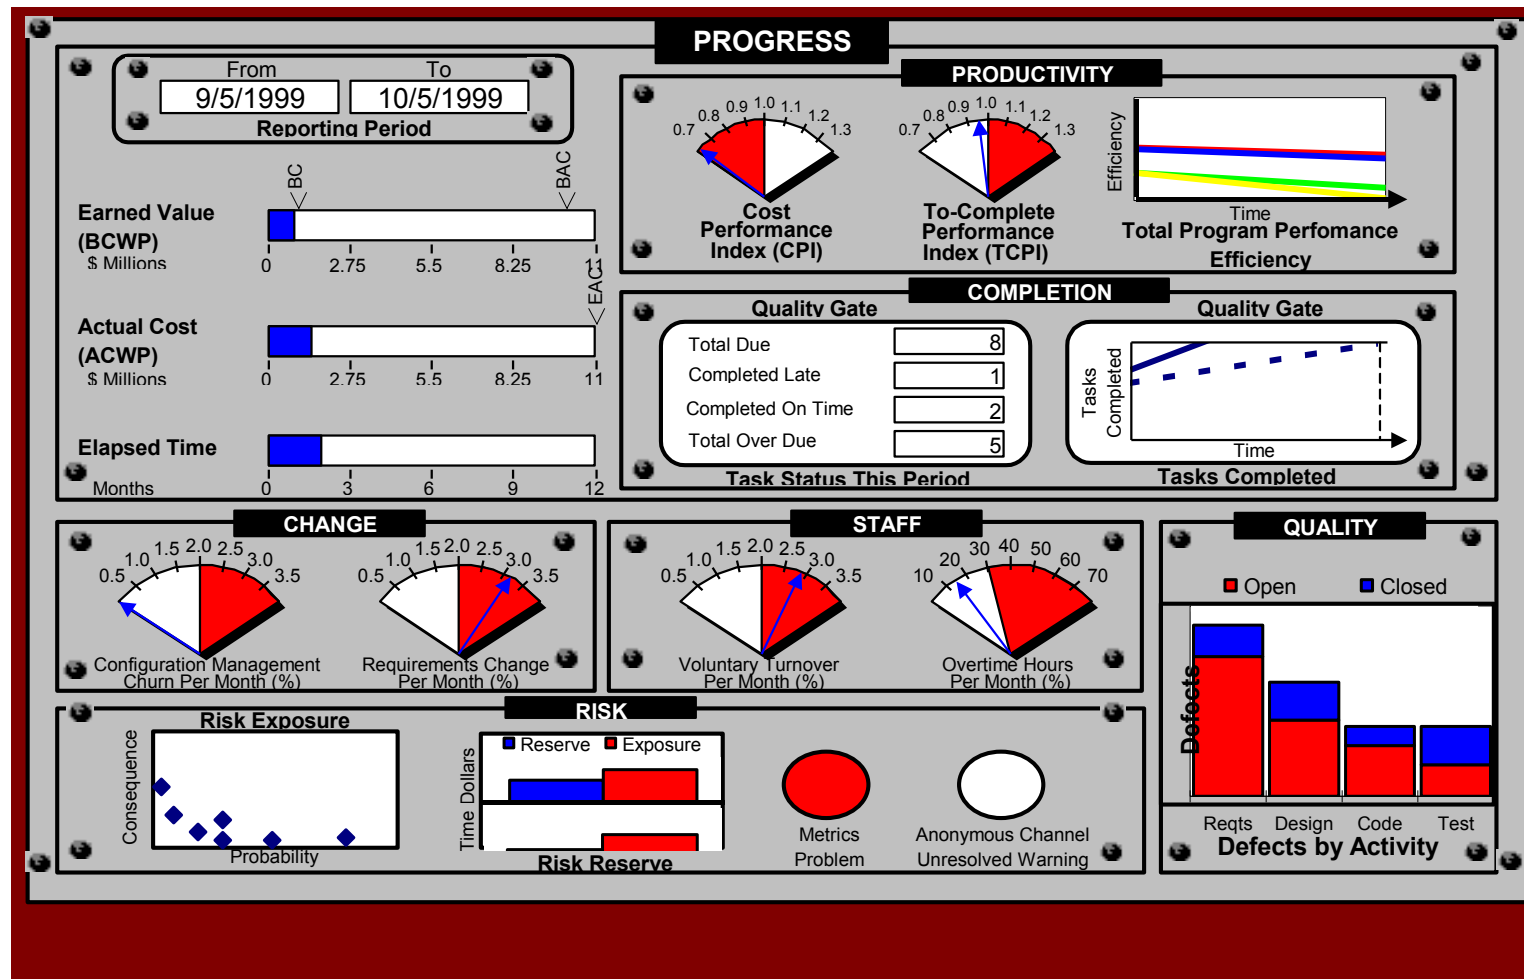 PROGRESS
From
To
9/5/1999
10/5/1999
Reporting Period
BC
BAC
Earned Value
(BCWP)
$ Millions
0 2.75 5.5 8.25 11
EAC
Actual Cost
(ACWP)
$ Millions
0 2.75 5.5 8.25 11
Elapsed Time
Months
0 3 6 9 12
PRODUCTIVITY
0.7 0.8 0.9 1.0 1.1 1.2 1.3
Cost
Performance
Index (CPI)
0.7 0.8 0.9 1.0 1.1 1.2 1.3
To-Complete
Performance
Index (TCPI)
Efficiency
Time
Total Program Perfomance
Efficiency
COMPLETION
Quality Gate
Total Due 8
Completed Late 1
Completed On Time 2
Total Over Due 5
Task Status This Period
Quality Gate
Tasks
Completed
Time
Tasks Completed
CHANGE
0.5 1.0 1.5 2.0 2.5 3.0 3.5
Configuration Management
Churn Per Month (%)
0.5 1.0 1.5 2.0 2.5 3.0 3.5
Requirements Change
Per Month (%)
STAFF
0.5 1.0 1.5 2.0 2.5 3.0 3.5
Voluntary Turnover
Per Month (%)
10 20 30 40 50 60 70
Overtime Hours
Per Month (%)
QUALITY
Open
Closed
Defects
Reqts Design Code Test
Defects by Activity
RISK
Risk Exposure
Consequence
Probability
Reserve
Exposure
Time Dollars
Risk Reserve
Metrics
Problem
Anonymous Channel
Unresolved Warning